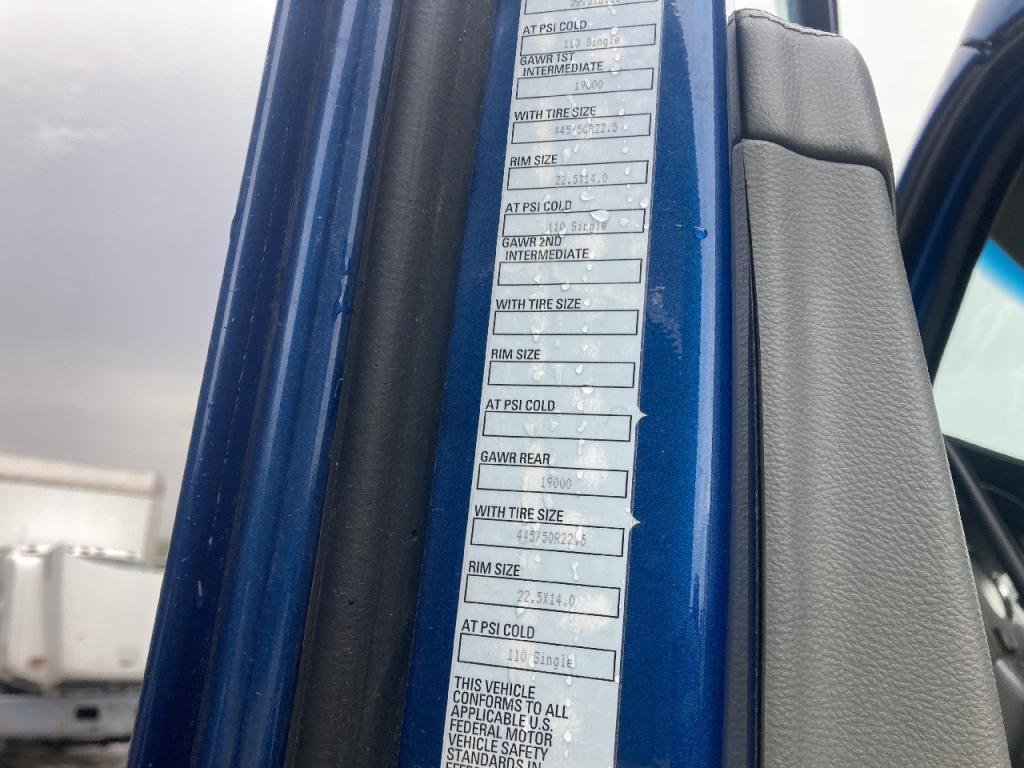 AT PSI COLD
110 Single
GAWR 1ST
INTERMEDIATE
19000
WITH TIRE SIZE
445/50R22.5
RIM SIZE
22.5X14.0
AT PSI COLD
110 Single
GAWR 2ND
INTERMEDIATE
WITH TIRE SIZE
RIM SIZE
AT PSI COLD
GAWR REAR
19000
WITH TIRE SIZE
445/50R22.5
RIM SIZE
22.5X14.0
AT PSI COLD
110 Single
THIS VEHICLE
CONFORMS TO ALL
APPLICABLE U.S.
FEDERAL MOTOR
VEHICLE SAFETY
STANDARDS IN